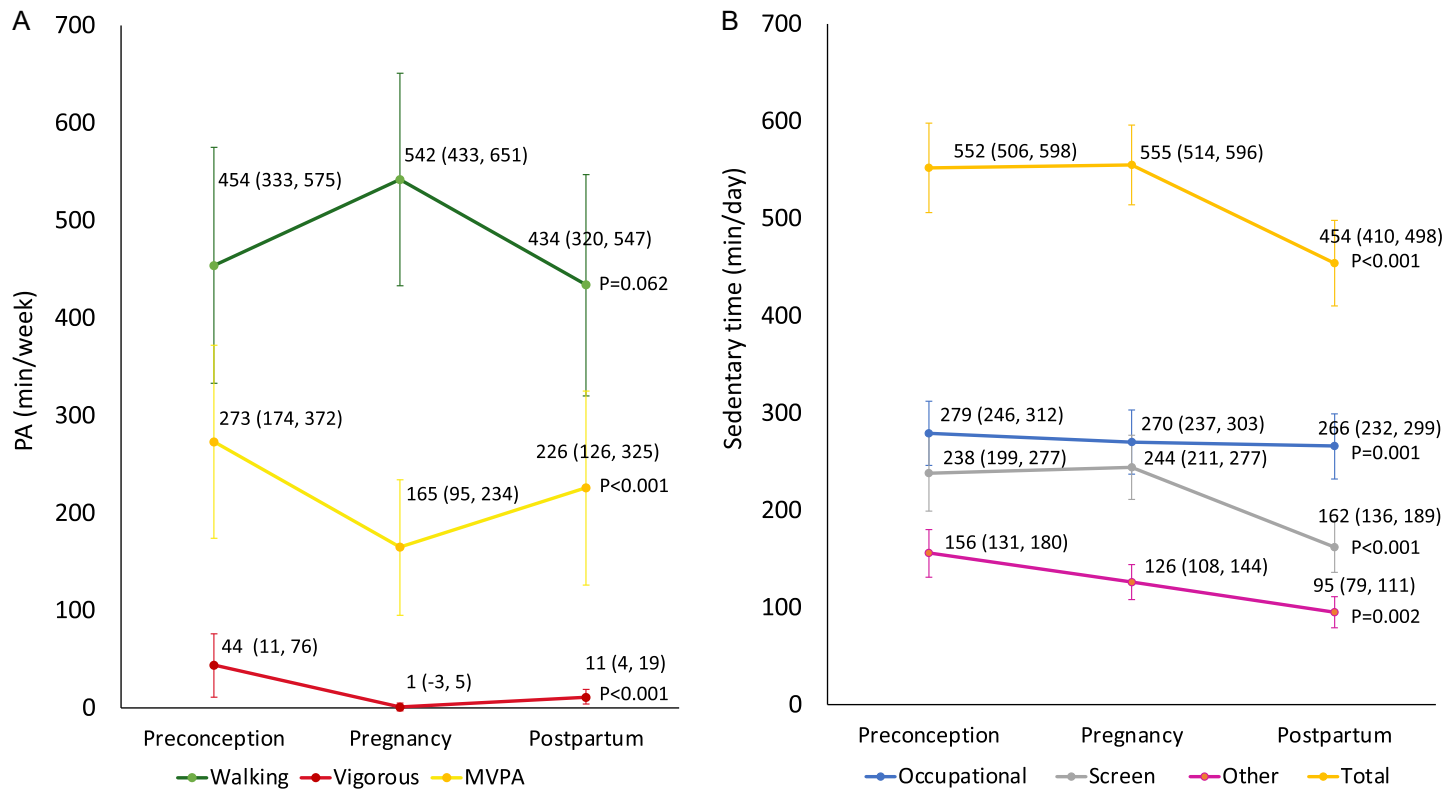 A
PA (min/week)
700
600
500
400
300
200
100
0
454 (333, 575)
542 (433, 651)
434 (320, 547)
P=0.062
273 (174, 372)
165 (95, 234)
226 (126, 325)
P<0.001
44 (11, 76)
1 (-3, 5)
11 (4, 19)
P<0.001
Preconception Pregnancy Postpartum
Walking Vigorous MVPA
B
Sedentary time (min/day)
700
600
500
400
300
200
100
0
552 (506, 598)
555 (514, 596)
454 (410, 498)
P<0.001
279 (246, 312)
270 (237, 303)
266 (232, 299)
P=0.001
238 (199, 277)
244 (211, 277)
162 (136, 189)
P<0.001
156 (131, 180)
126 (108, 144)
95 (79, 111)
P=0.002
Preconception Pregnancy Postpartum
Occupational Screen Other Total